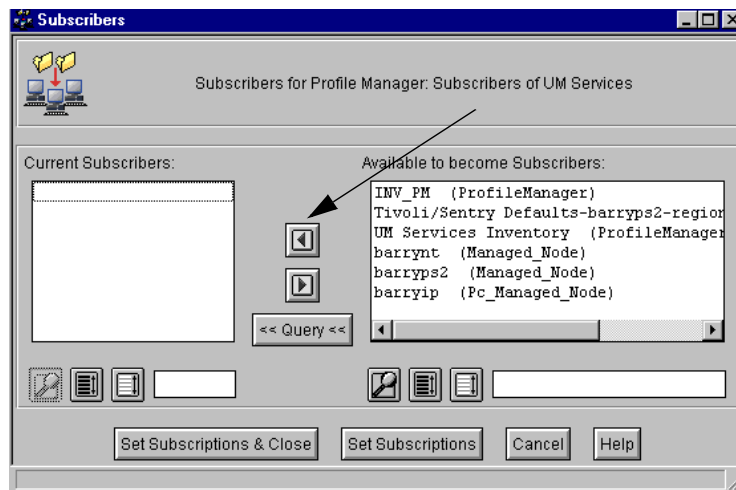 Subscribers
Subscribers for Profile Manager: Subscribers of UM Services
Current Subscribers:
Available to become Subscribers:
INV_PM (ProfileManager)
Tivoli/Sentry Defaults-barryps2-region
UM Services Inventory (ProfileManager
barrynt (Managed_Node)
barryps2 (Managed_Node)
barryip (Pc_Managed_Node)
<< Query <<
Set Subscriptions & Close
Set Subscriptions
Cancel
Help